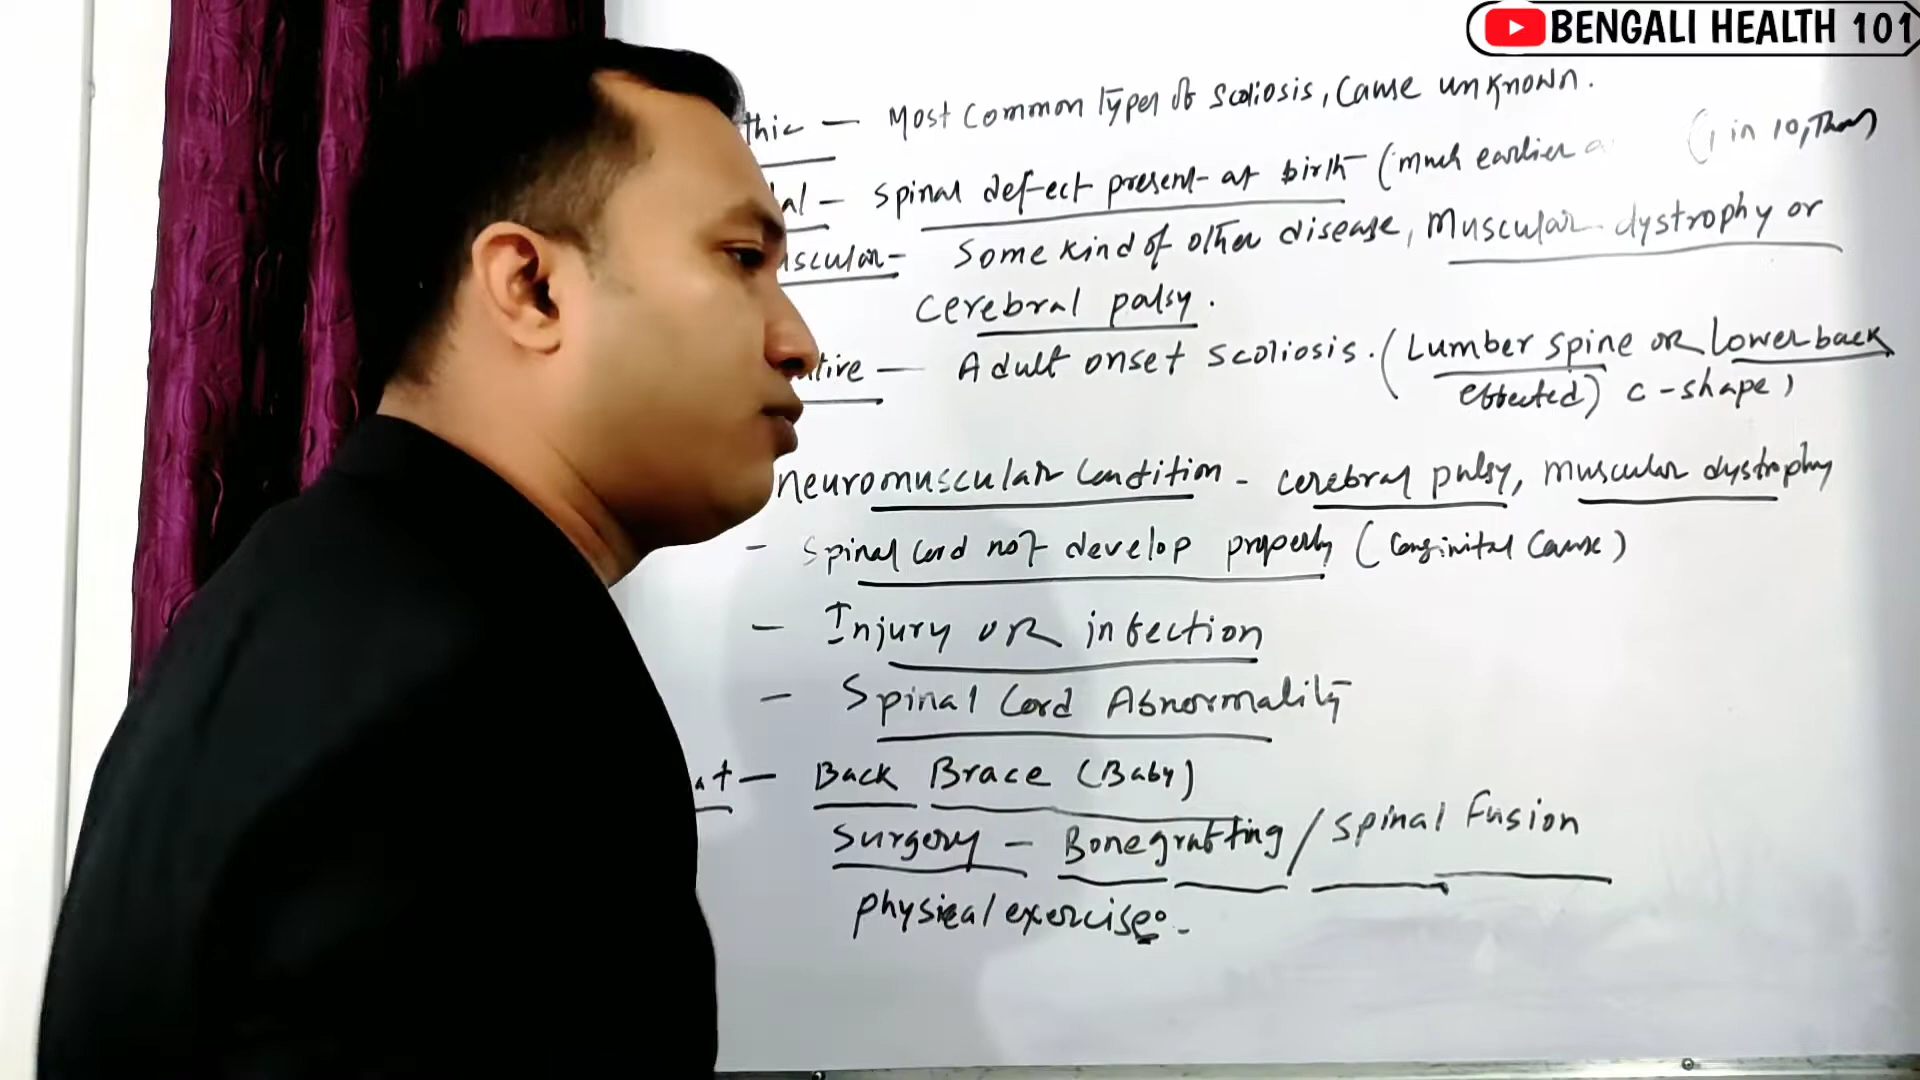 BENGALI HEALTH 101
thic — Most common Types of scoliosis, Cause unknown.
al — Spinal defect present at birth (much earlier a (1 in 10,
uscular - Some kind of other disease, Muscular dystrophy or
cerebral palsy.
tive — Adult onset scoliosis. (Lumber spine OR lower back
effected) c-shape)
neuromuscular Condition - cerebral palsy, muscular dystrophy
- Spinal Cord not develop properly (Conginital Cause)
- Injury OR infection
- Spinal Cord Abnormality
at — Back Brace (Baby)
Surgery - Bonegrafting / Spinal Fusion
physical exercise.